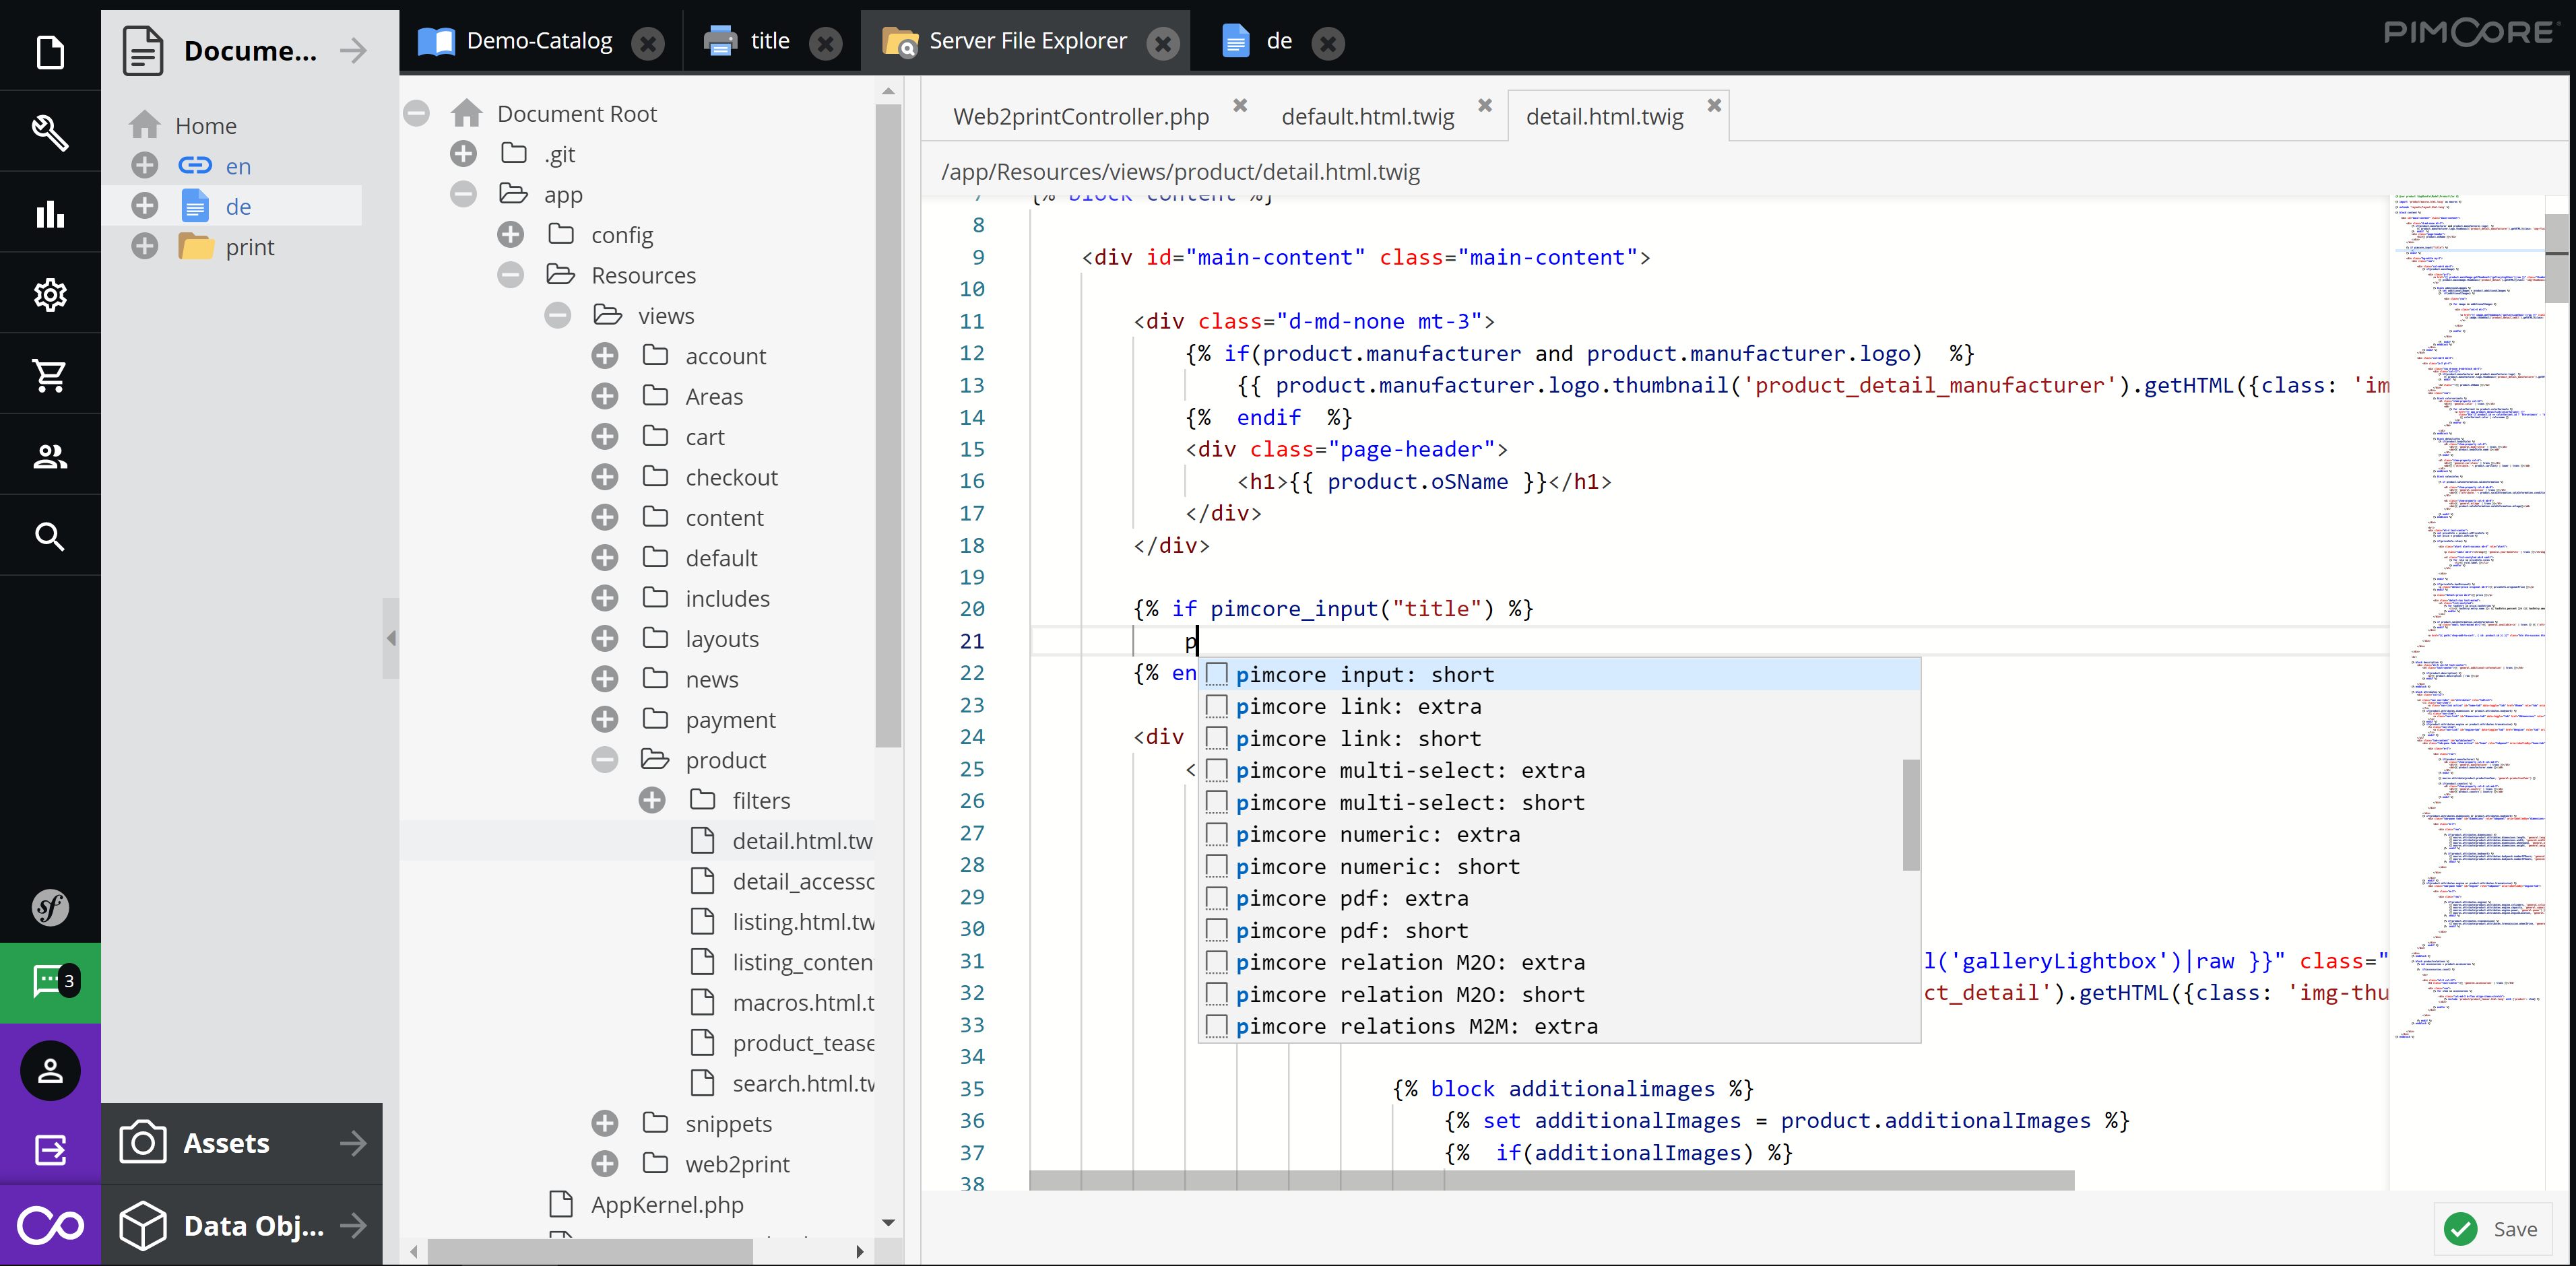 Docume...
Demo-Catalog
title
Server File Explorer
de
PIMCORE
Home
en
de
print
Assets
Data Obj...
3
sf
Document Root
.git
app
config
Resources
views
account
Areas
cart
checkout
content
default
includes
layouts
news
payment
product
filters
detail.html.tw
detail_accessc
listing.html.tw
listing_conten
macros.html.t
product_tease
search.html.tw
snippets
web2print
AppKernel.php
Web2printController.php
default.html.twig
detail.html.twig
/app/Resources/views/product/detail.html.twig
7 {% block content %}
8
9 <div id="main-content" class="main-content">
10
11 <div class="d-md-none mt-3">
12 {% if(product.manufacturer and product.manufacturer.logo)  %}
13 {{ product.manufacturer.logo.thumbnail('product_detail_manufacturer').getHTML({class: 'im
14 {%  endif  %}
15 <div class="page-header">
16 <h1>{{ product.oSName }}</h1>
17 </div>
18 </div>
19
20 {% if pimcore_input("title") %}
21 p
22 {% en
23
24 <div
25 <
26
27
28
29
30
31 l('galleryLightbox')|raw }}" class="
32 ct_detail').getHTML({class: 'img-thu
33
34
35 {% block additionalimages %}
36 {% set additionalImages = product.additionalImages %}
37 {%  if(additionalImages) %}
38
pimcore input: short
pimcore link: extra
pimcore link: short
pimcore multi-select: extra
pimcore multi-select: short
pimcore numeric: extra
pimcore numeric: short
pimcore pdf: extra
pimcore pdf: short
pimcore relation M2O: extra
pimcore relation M2O: short
pimcore relations M2M: extra
Save